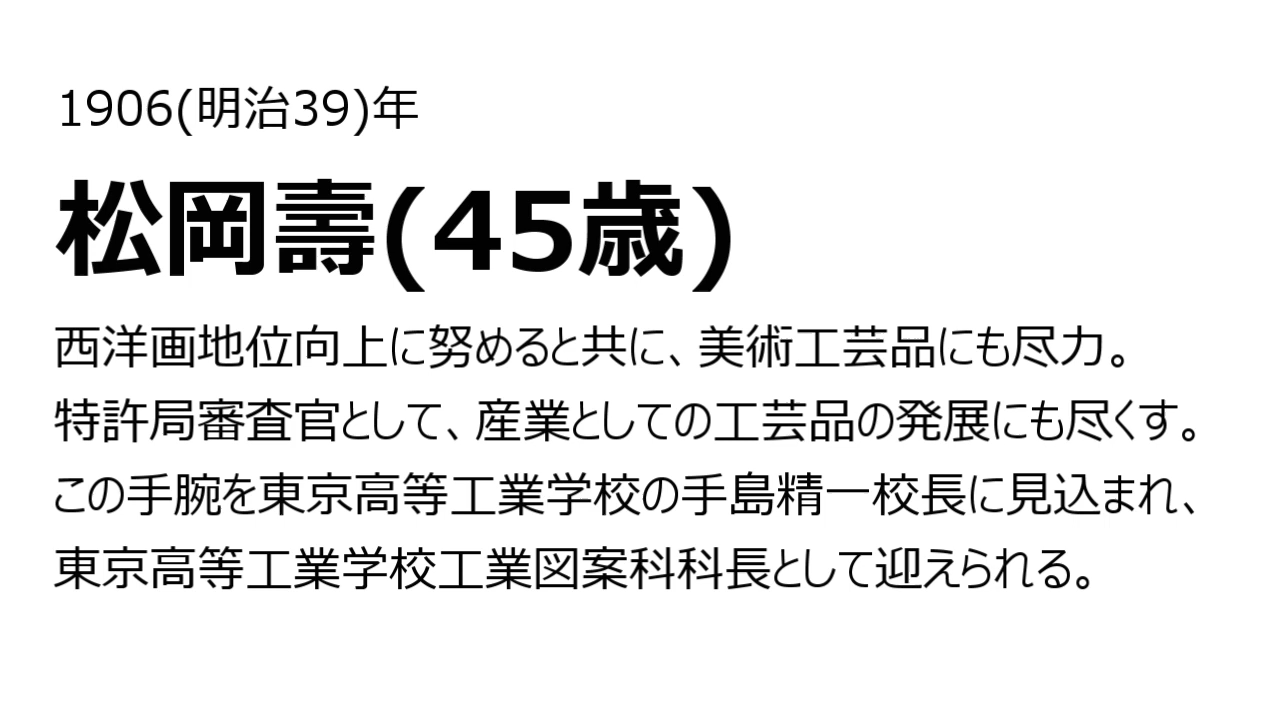 1906(明治39)年
松岡壽(45歳)
西洋画地位向上に努めると共に、美術工芸品にも尽力。
特許局審査官として、産業としての工芸品の発展にも尽くす。
この手腕を東京高等工業学校の手島精一校長に見込まれ、
東京高等工業学校工業図案科科長として迎えられる。